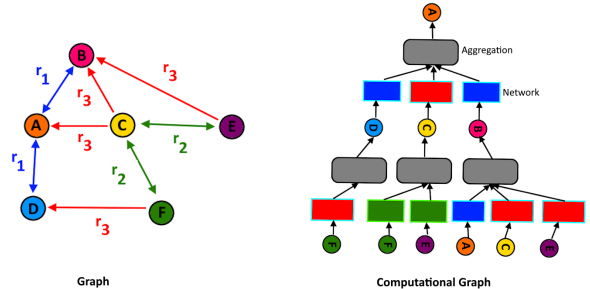 A
Aggregation
B
r3
r1
r3
Network
A
C
E
D
C
B
r3
r2
r1
r2
D
F
r3
F
F
E
A
C
E
Graph
Computational Graph